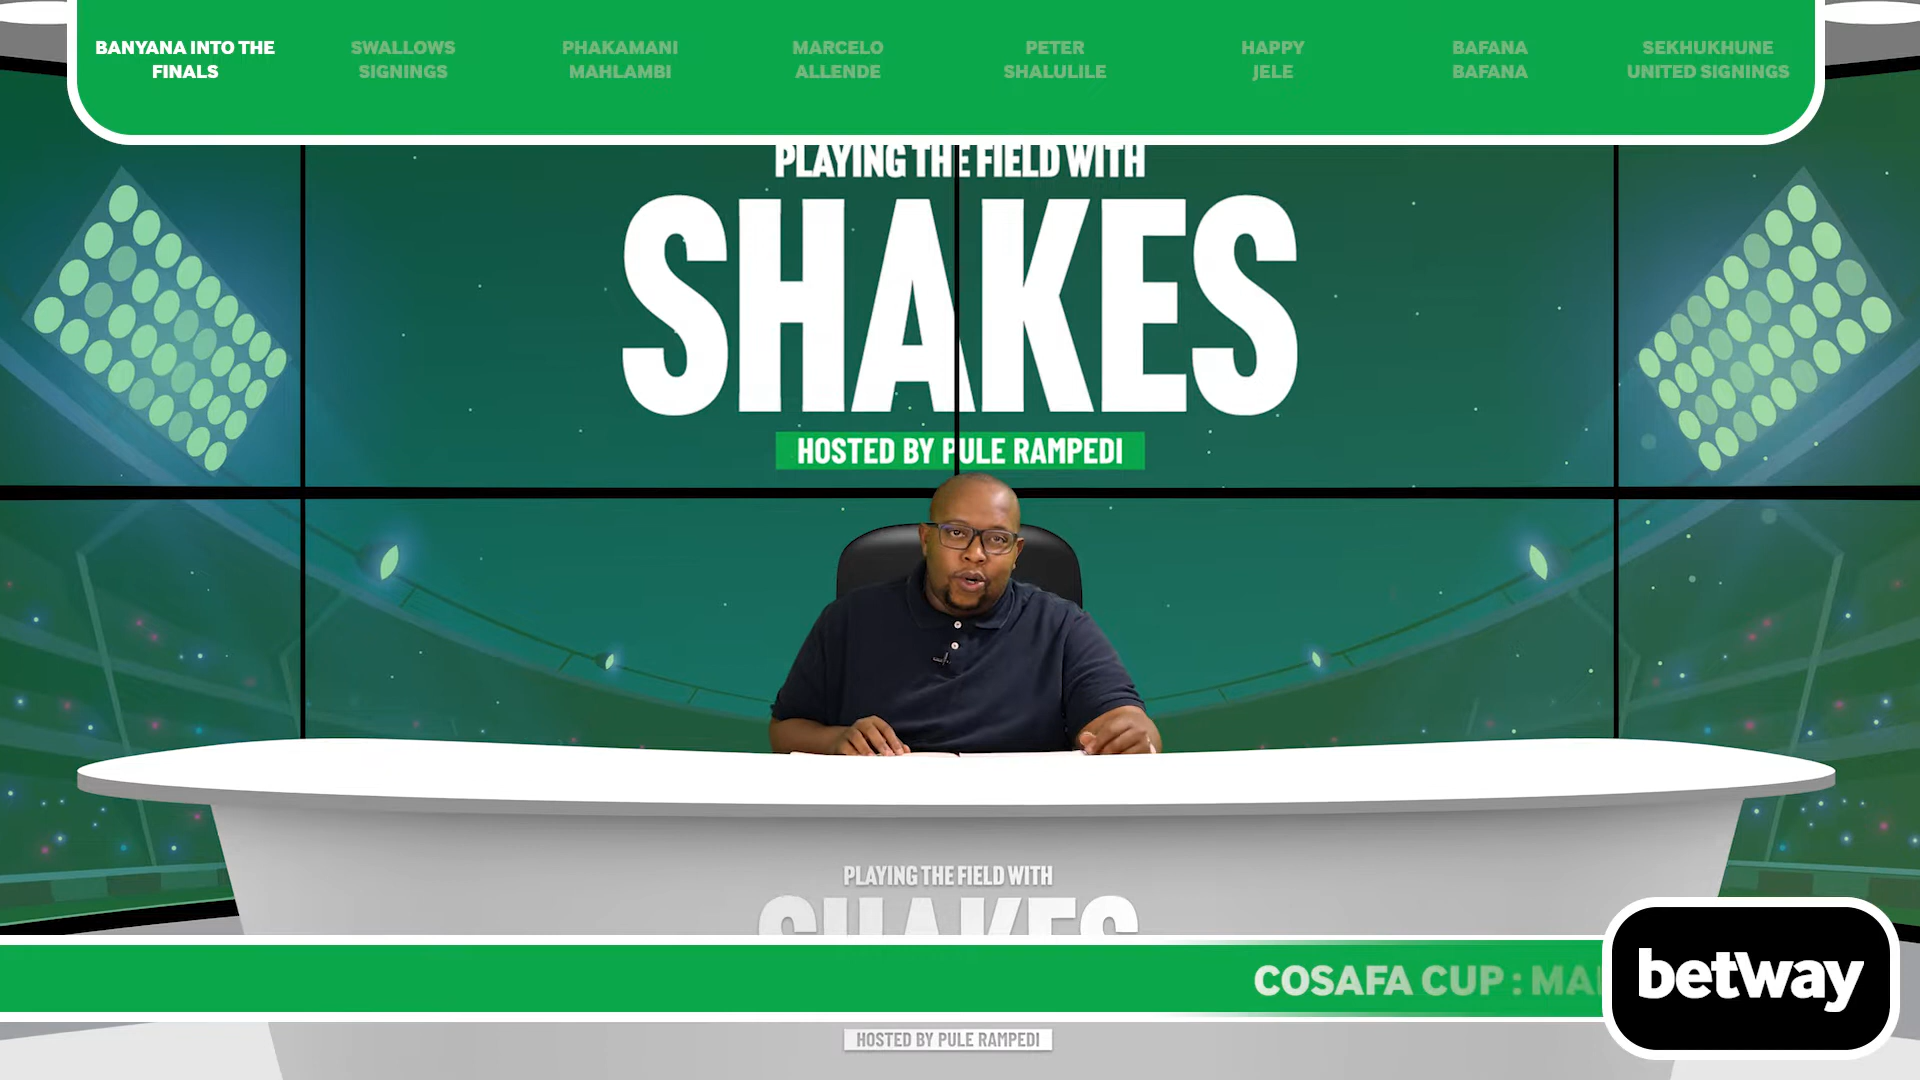 BANYANA INTO THE
FINALS
SWALLOWS
SIGNINGS
PHAKAMANI
MAHLAMBI
MARCELO
ALLENDE
PETER
SHALULILE
HAPPY
JELE
BAFANA
BAFANA
SEKHUKHUNE
UNITED SIGNINGS
PLAYING THE FIELD WITH
SHAKES
HOSTED BY PULE RAMPEDI
PLAYING THE FIELD WITH
SHAKES
COSAFA CUP :
betway
HOSTED BY PULE RAMPEDI